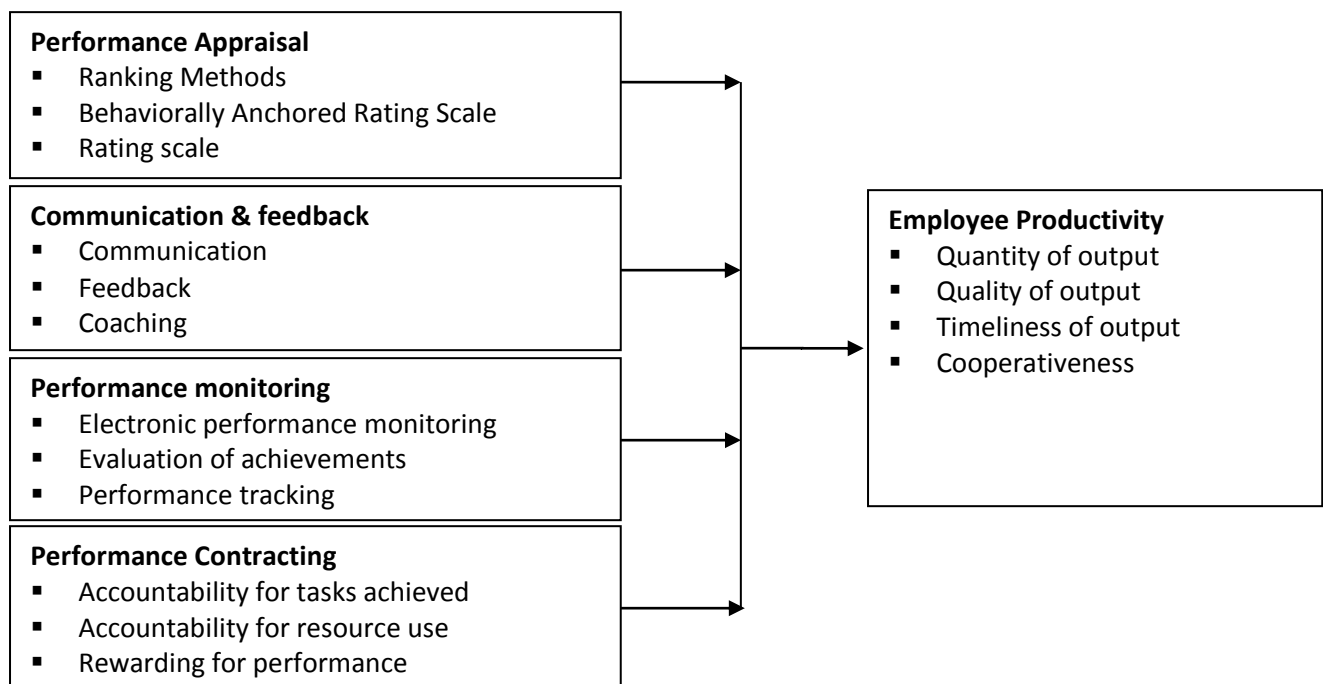 Performance Appraisal
▪ Ranking Methods
▪ Behaviorally Anchored Rating Scale
▪ Rating scale
Communication & feedback
▪ Communication
▪ Feedback
▪ Coaching
Performance monitoring
▪ Electronic performance monitoring
▪ Evaluation of achievements
▪ Performance tracking
Performance Contracting
▪ Accountability for tasks achieved
▪ Accountability for resource use
▪ Rewarding for performance
Employee Productivity
▪ Quantity of output
▪ Quality of output
▪ Timeliness of output
▪ Cooperativeness